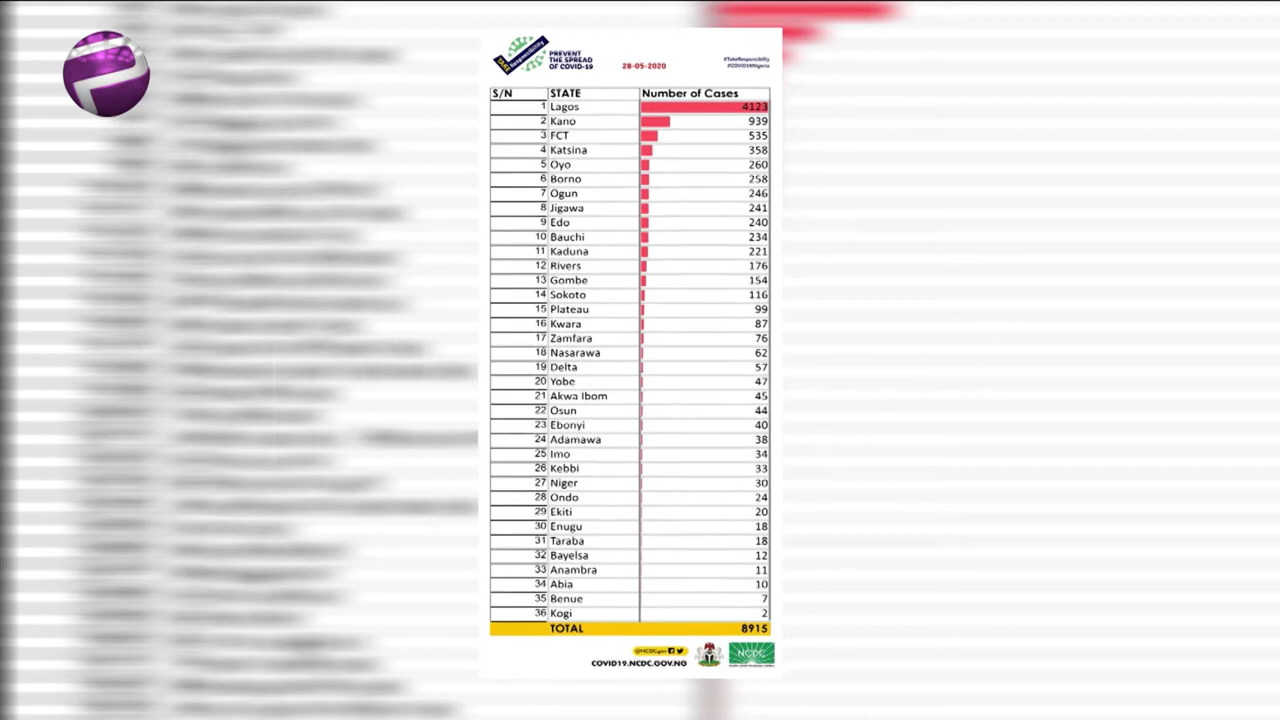 TAKE Responsibility
PREVENT
THE SPREAD
OF COVID-19
28-05-2020
#TakeResponsibility
#COVID19Nigeria
S/N STATE Number of Cases
1 Lagos 4123
2 Kano 939
3 FCT 535
4 Katsina 358
5 Oyo 260
6 Borno 258
7 Ogun 246
8 Jigawa 241
9 Edo 240
10 Bauchi 234
11 Kaduna 221
12 Rivers 176
13 Gombe 154
14 Sokoto 116
15 Plateau 99
16 Kwara 87
17 Zamfara 76
18 Nasarawa 62
19 Delta 57
20 Yobe 47
21 Akwa Ibom 45
22 Osun 44
23 Ebonyi 40
24 Adamawa 38
25 Imo 34
26 Kebbi 33
27 Niger 30
28 Ondo 24
29 Ekiti 20
30 Enugu 18
31 Taraba 18
32 Bayelsa 12
33 Anambra 11
34 Abia 10
35 Benue 7
36 Kogi 2
TOTAL 8915
@NCDCgov
COVID19.NCDC.GOV.NG
NCDC